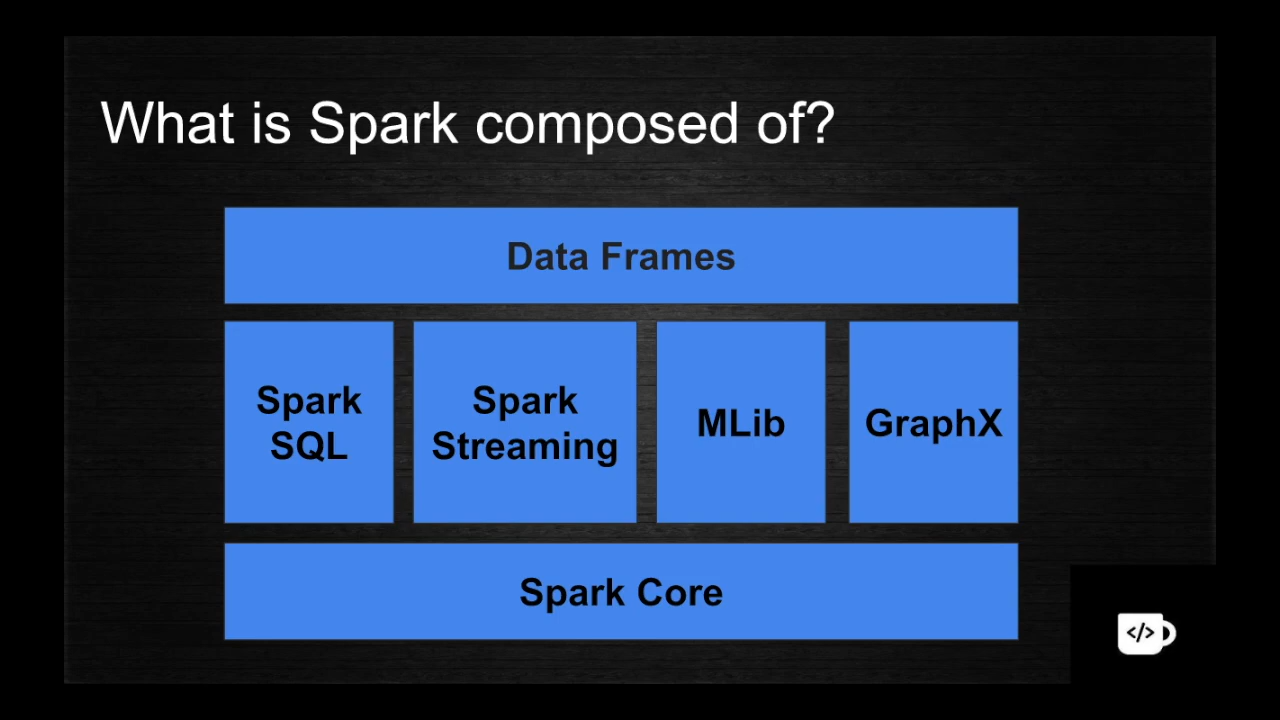 What is Spark composed of?
Data Frames
Spark
SQL
Spark
Streaming
MLib
GraphX
Spark Core
</>